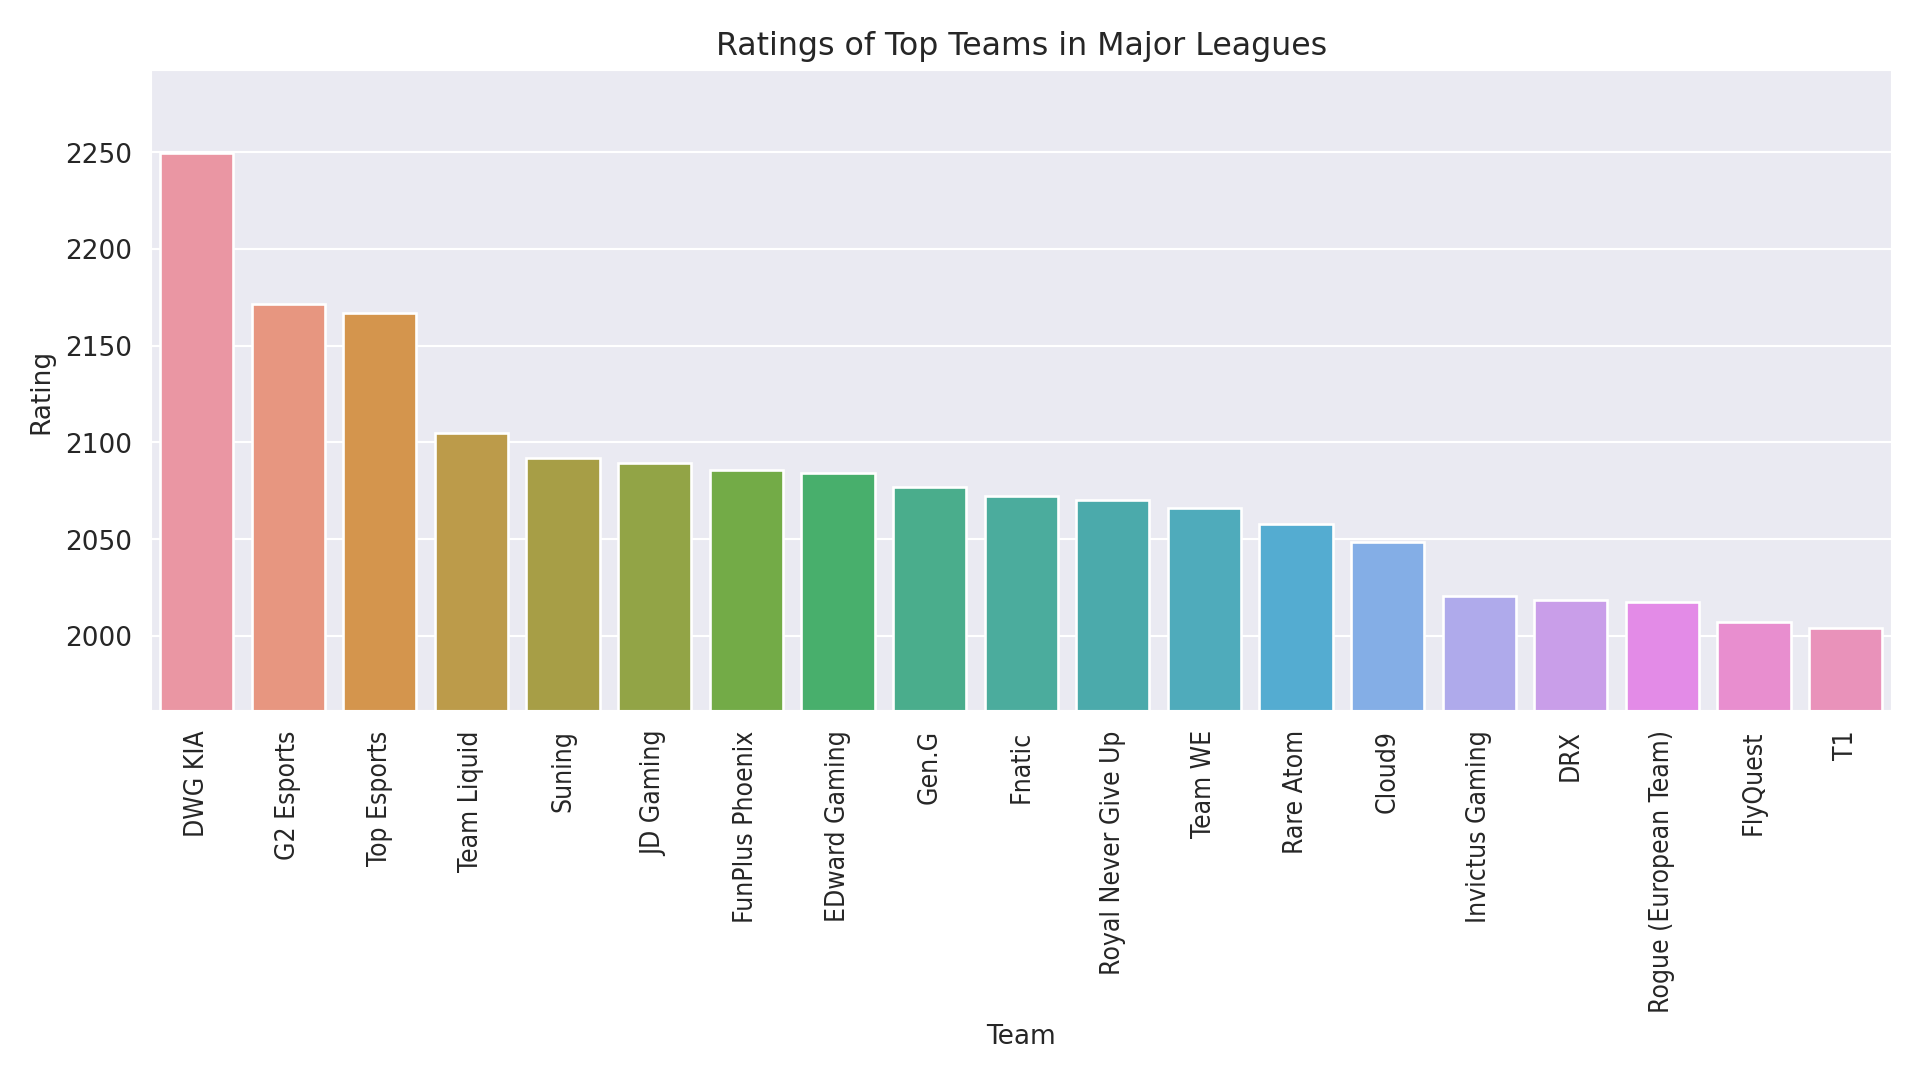 Ratings of Top Teams in Major Leagues
Rating
2250
2200
2150
2100
2050
2000
DWG KIA
G2 Esports
Top Esports
Team Liquid
Suning
JD Gaming
FunPlus Phoenix
EDward Gaming
Gen.G
Fnatic
Royal Never Give Up
Team WE
Rare Atom
Cloud9
Invictus Gaming
DRX
Rogue (European Team)
FlyQuest
T1
Team